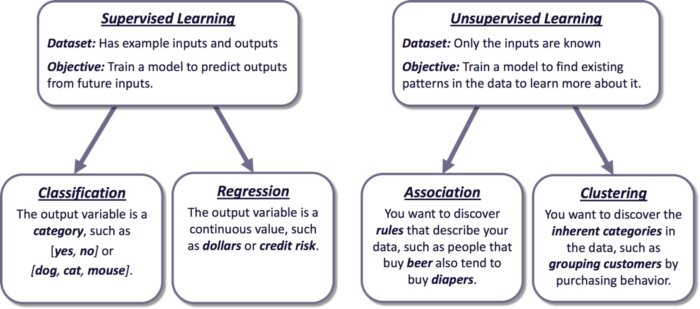 Supervised Learning
Dataset: Has example inputs and outputs
Objective: Train a model to predict outputs
from future inputs.
Classification
The output variable is a
category, such as
[yes, no] or
[dog, cat, mouse].
Regression
The output variable is a
continuous value, such
as dollars or credit risk.
Unsupervised Learning
Dataset: Only the inputs are known
Objective: Train a model to find existing
patterns in the data to learn more about it.
Association
You want to discover
rules that describe your
data, such as people that
buy beer also tend to
buy diapers.
Clustering
You want to discover the
inherent categories in
the data, such as
grouping customers by
purchasing behavior.